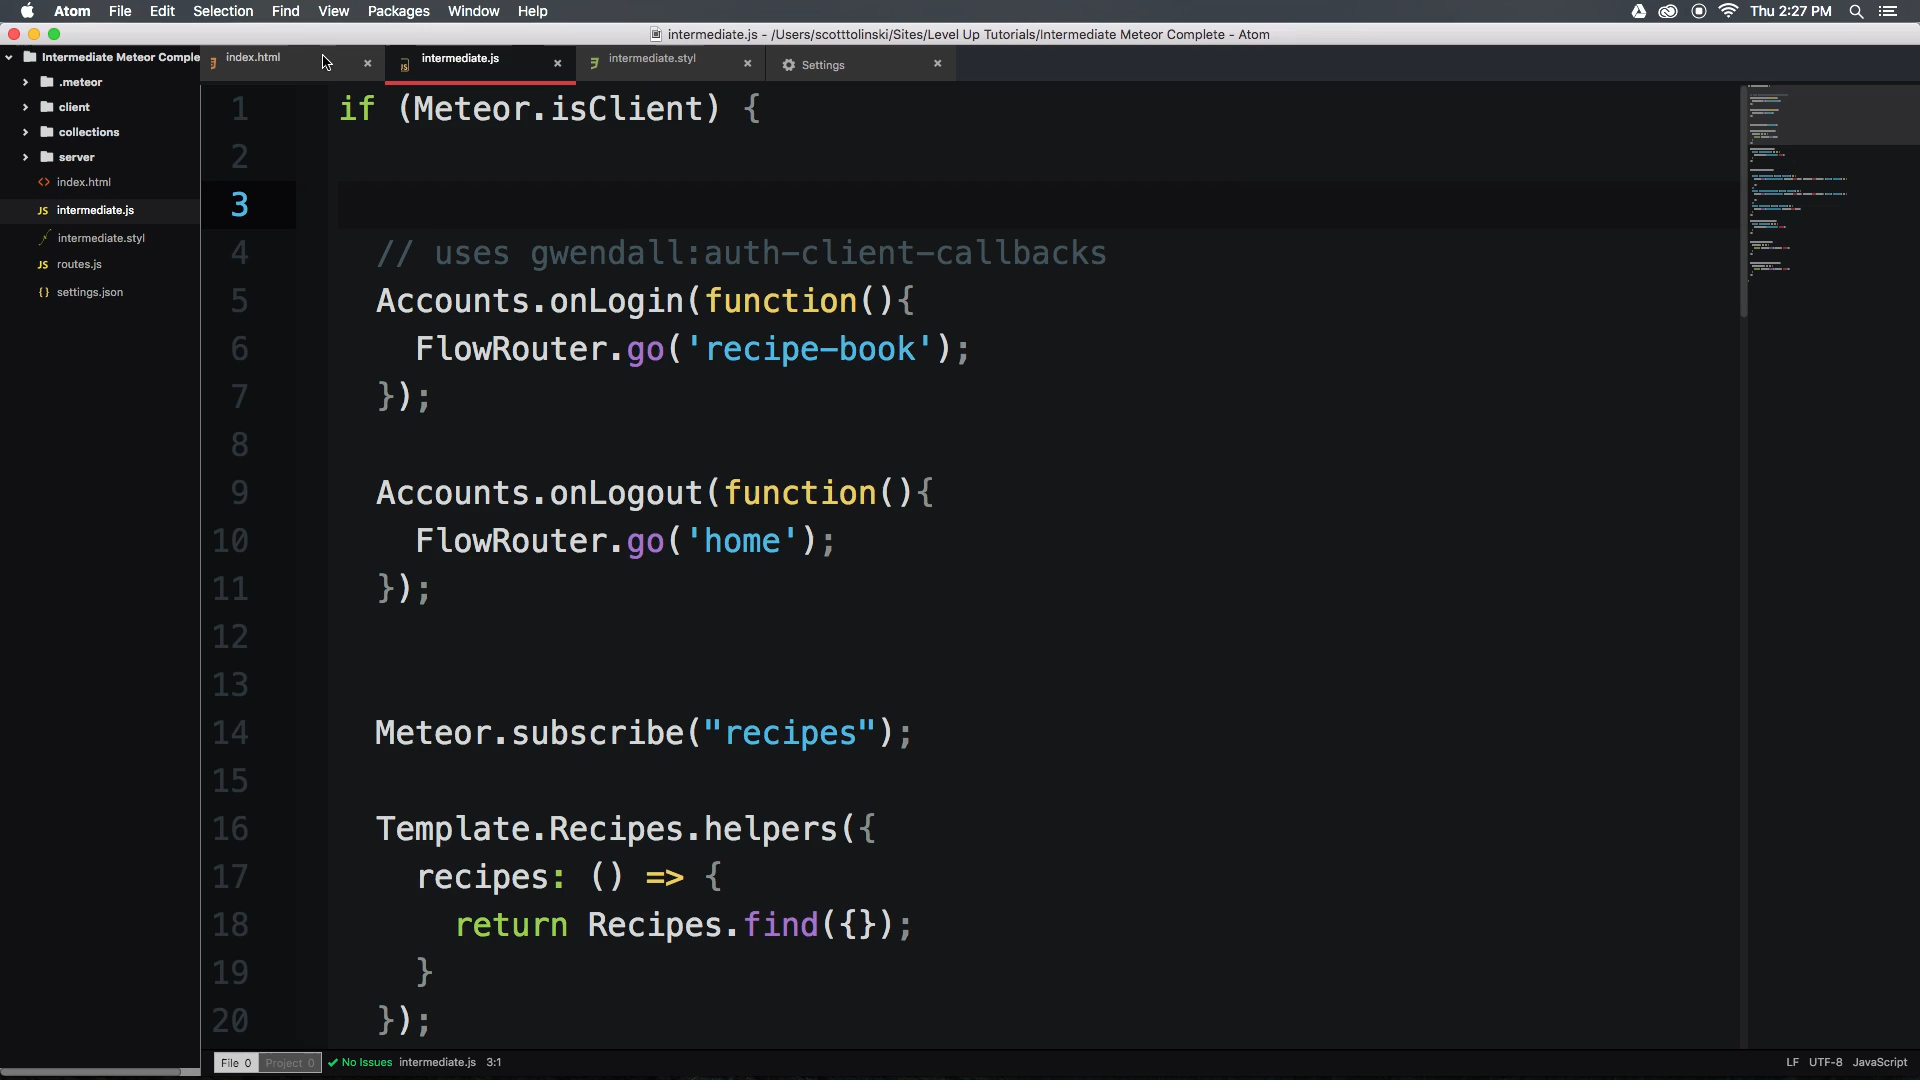 Atom File Edit Selection Find View Packages Window Help Thu 2:27 PM
intermediate.js - /Users/scotttolinski/Sites/Level Up Tutorials/Intermediate Meteor Complete - Atom
Intermediate Meteor Comple
.meteor
client
collections
server
index.html
intermediate.js
intermediate.styl
routes.js
settings.json
index.html intermediate.js intermediate.styl Settings
1 if (Meteor.isClient) {
2
3
4 // uses gwendall:auth-client-callbacks
5 Accounts.onLogin(function(){
6 FlowRouter.go('recipe-book');
7 });
8
9 Accounts.onLogout(function(){
10 FlowRouter.go('home');
11 });
12
13
14 Meteor.subscribe("recipes");
15
16 Template.Recipes.helpers({
17 recipes: () => {
18 return Recipes.find({});
19 }
20 });
File 0 Project 0 No Issues intermediate.js 3:1 LF UTF-8 JavaScript